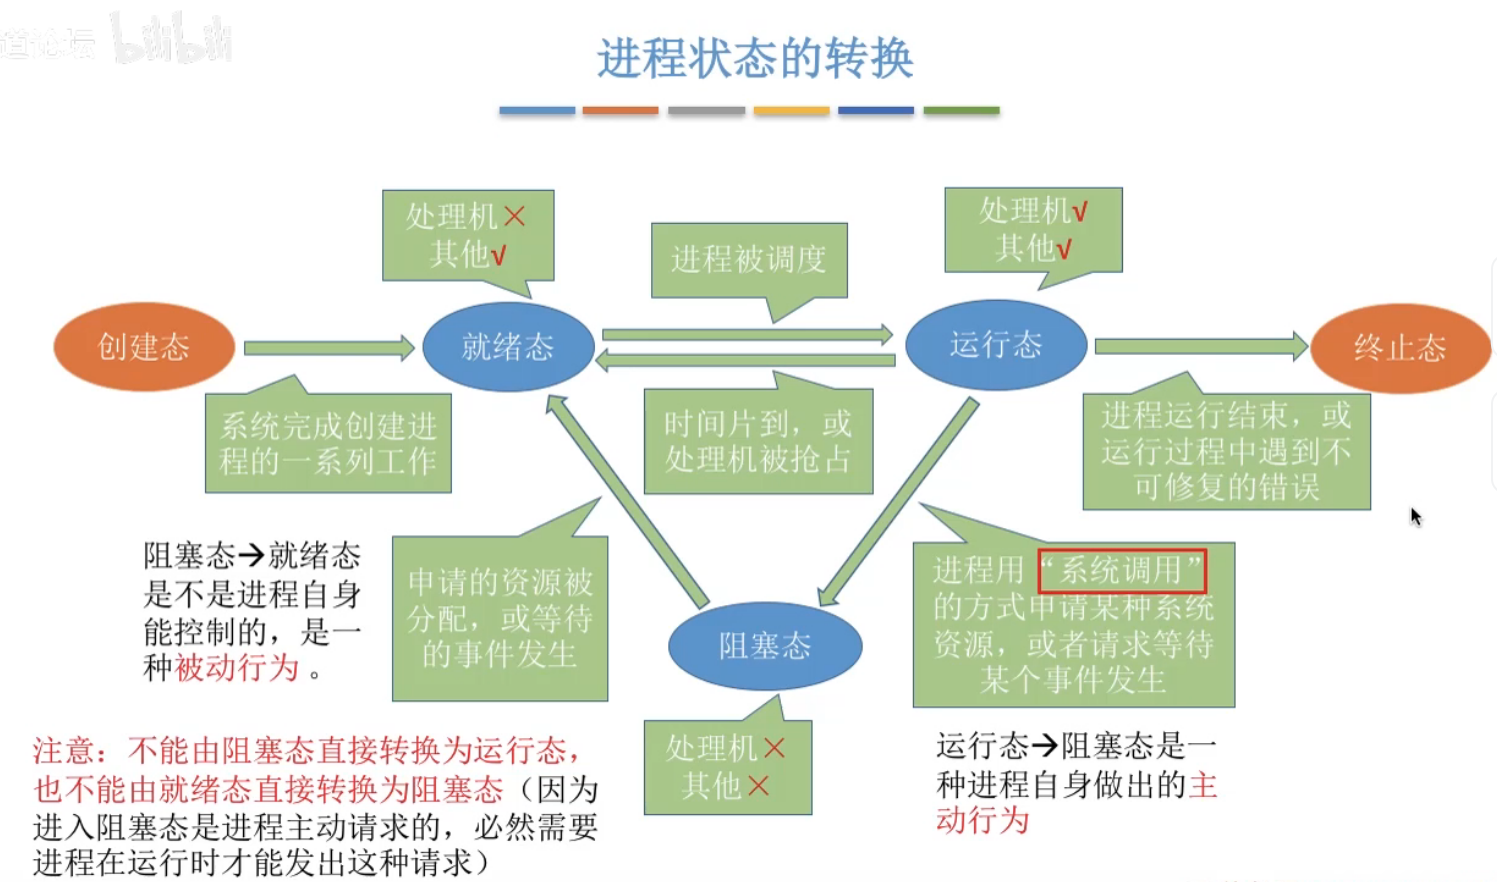 道论坛 bilibili
进程状态的转换
处理机×
其他√
进程被调度
处理机√
其他√
创建态
就绪态
运行态
终止态
系统完成创建进
程的一系列工作
时间片到，或
处理机被抢占
进程运行结束，或
运行过程中遇到不
可修复的错误
阻塞态→就绪态
是不是进程自身
能控制的，是一
种被动行为。
申请的资源被
分配，或等待
的事件发生
进程用“系统调用”
的方式申请某种系统
资源，或者请求等待
某个事件发生
阻塞态
处理机×
其他×
注意：不能由阻塞态直接转换为运行态，
也不能由就绪态直接转换为阻塞态（因为
进入阻塞态是进程主动请求的，必然需要
进程在运行时才能发出这种请求）
运行态→阻塞态是一
种进程自身做出的主
动行为